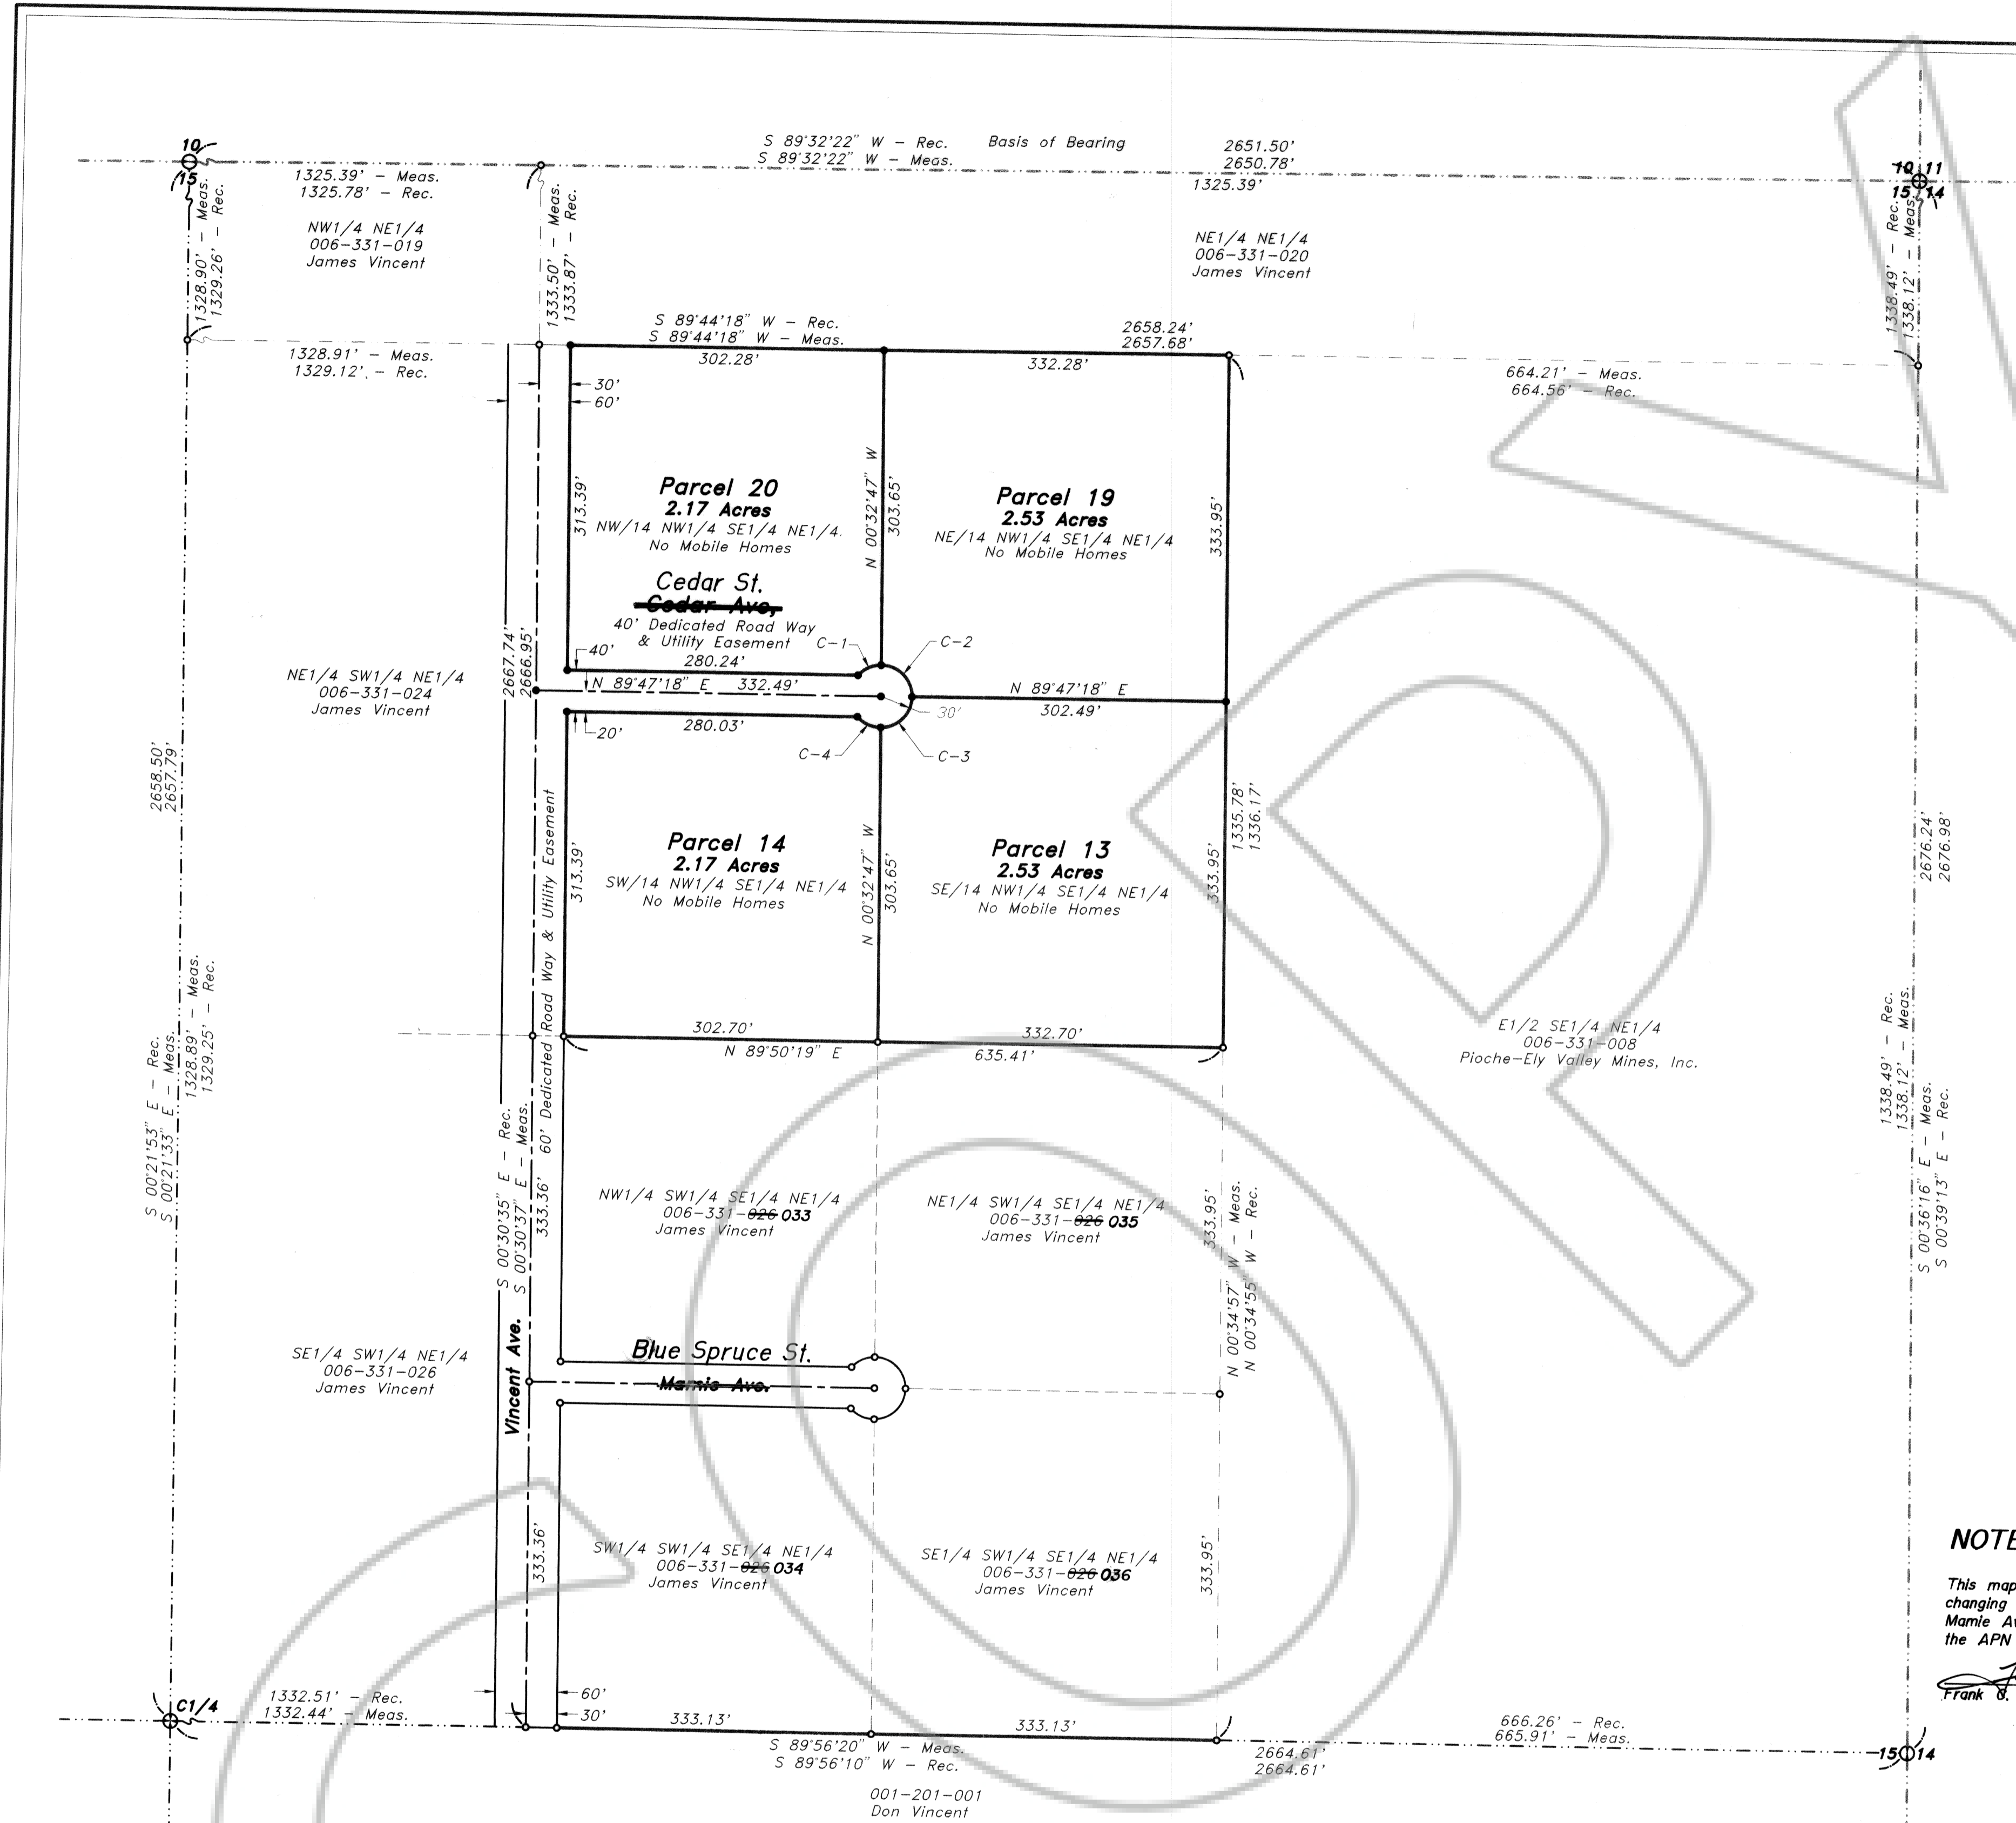 S 89°32'22" W - Rec. Basis of Bearing 2651.50'
S 89°32'22" W - Meas. 2650.78'
10
15
1325.39' - Meas.
1325.78' - Rec.
1325.39'
10 11
15 14
1328.90' - Meas.
1329.26' - Rec.
NW1/4 NE1/4
006-331-019
James Vincent
1333.50' - Meas.
1333.87' - Rec.
NE1/4 NE1/4
006-331-020
James Vincent
1338.49' - Rec.
1338.12' - Meas.
S 89°44'18" W - Rec. 2658.24'
S 89°44'18" W - Meas. 2657.68'
1328.91' - Meas.
1329.12' - Rec.
302.28'
332.28'
664.21' - Meas.
664.56' - Rec.
30'
60'
313.39'
Parcel 20
2.17 Acres
NW/14 NW1/4 SE1/4 NE1/4
No Mobile Homes
N 00°32'47" W
303.65'
Parcel 19
2.53 Acres
NE/14 NW1/4 SE1/4 NE1/4
No Mobile Homes
333.95'
Cedar St.
Cedar Ave,
40' Dedicated Road Way
& Utility Easement
C-1
C-2
40'
280.24'
N 89°47'18" E 332.49'
N 89°47'18" E
302.49'
30'
20'
280.03'
C-4
C-3
2667.74'
2666.95'
NE1/4 SW1/4 NE1/4
006-331-024
James Vincent
2658.50'
2657.79'
313.39'
Parcel 14
2.17 Acres
SW/14 NW1/4 SE1/4 NE1/4
No Mobile Homes
N 00°32'47" W
303.65'
Parcel 13
2.53 Acres
SE/14 NW1/4 SE1/4 NE1/4
No Mobile Homes
333.95'
1335.78'
1336.17'
2676.24'
2676.98'
60' Dedicated Road Way & Utility Easement
302.70'
332.70'
N 89°50'19" E 635.41'
E1/2 SE1/4 NE1/4
006-331-008
Pioche-Ely Valley Mines, Inc.
1328.89' - Meas.
1329.25' - Rec.
S 00°21'53" E - Rec.
S 00°21'33" E - Meas.
1338.49' - Rec.
1338.12' - Meas.
S 00°36'16" E - Meas.
S 00°39'13" E - Rec.
S 00°30'35" E - Rec.
S 00°30'37" E - Meas.
333.36'
NW1/4 SW1/4 SE1/4 NE1/4
006-331-026 033
James Vincent
NE1/4 SW1/4 SE1/4 NE1/4
006-331-026 035
James Vincent
333.95'
N 00°34'57" W - Meas.
N 00°34'55" W - Rec.
Vincent Ave.
SE1/4 SW1/4 NE1/4
006-331-026
James Vincent
Blue Spruce St.
Mamie Ave.
333.36'
SW1/4 SW1/4 SE1/4 NE1/4
006-331-026 034
James Vincent
SE1/4 SW1/4 SE1/4 NE1/4
006-331-026 036
James Vincent
333.95'
NOTE
This map
changing
Mamie Av
the APN
Frank
C1/4
1332.51' - Rec.
1332.44' - Meas.
60'
30'
333.13'
333.13'
666.26' - Rec.
665.91' - Meas.
15 14
S 89°56'20" W - Meas. 2664.61'
S 89°56'10" W - Rec. 2664.61'
001-201-001
Don Vincent
COPY